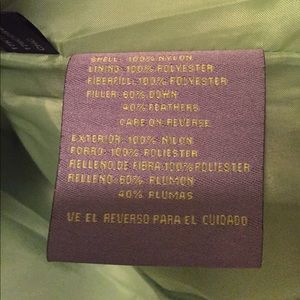 SHELL: 100% NYLON
LINING: 100% POLYESTER
FIBERFILL: 100% POLYESTER
FILLER: 60% DOWN
40% FEATHERS
CARE ON REVERSE
EXTERIOR: 100% NILON
FORRO: 100% POLIESTER
RELLENO DE FIBRA: 100% POLIESTER
RELLENO: 60% PLUMON
40% PLUMAS
VE EL REVERSO PARA EL CUIDADO